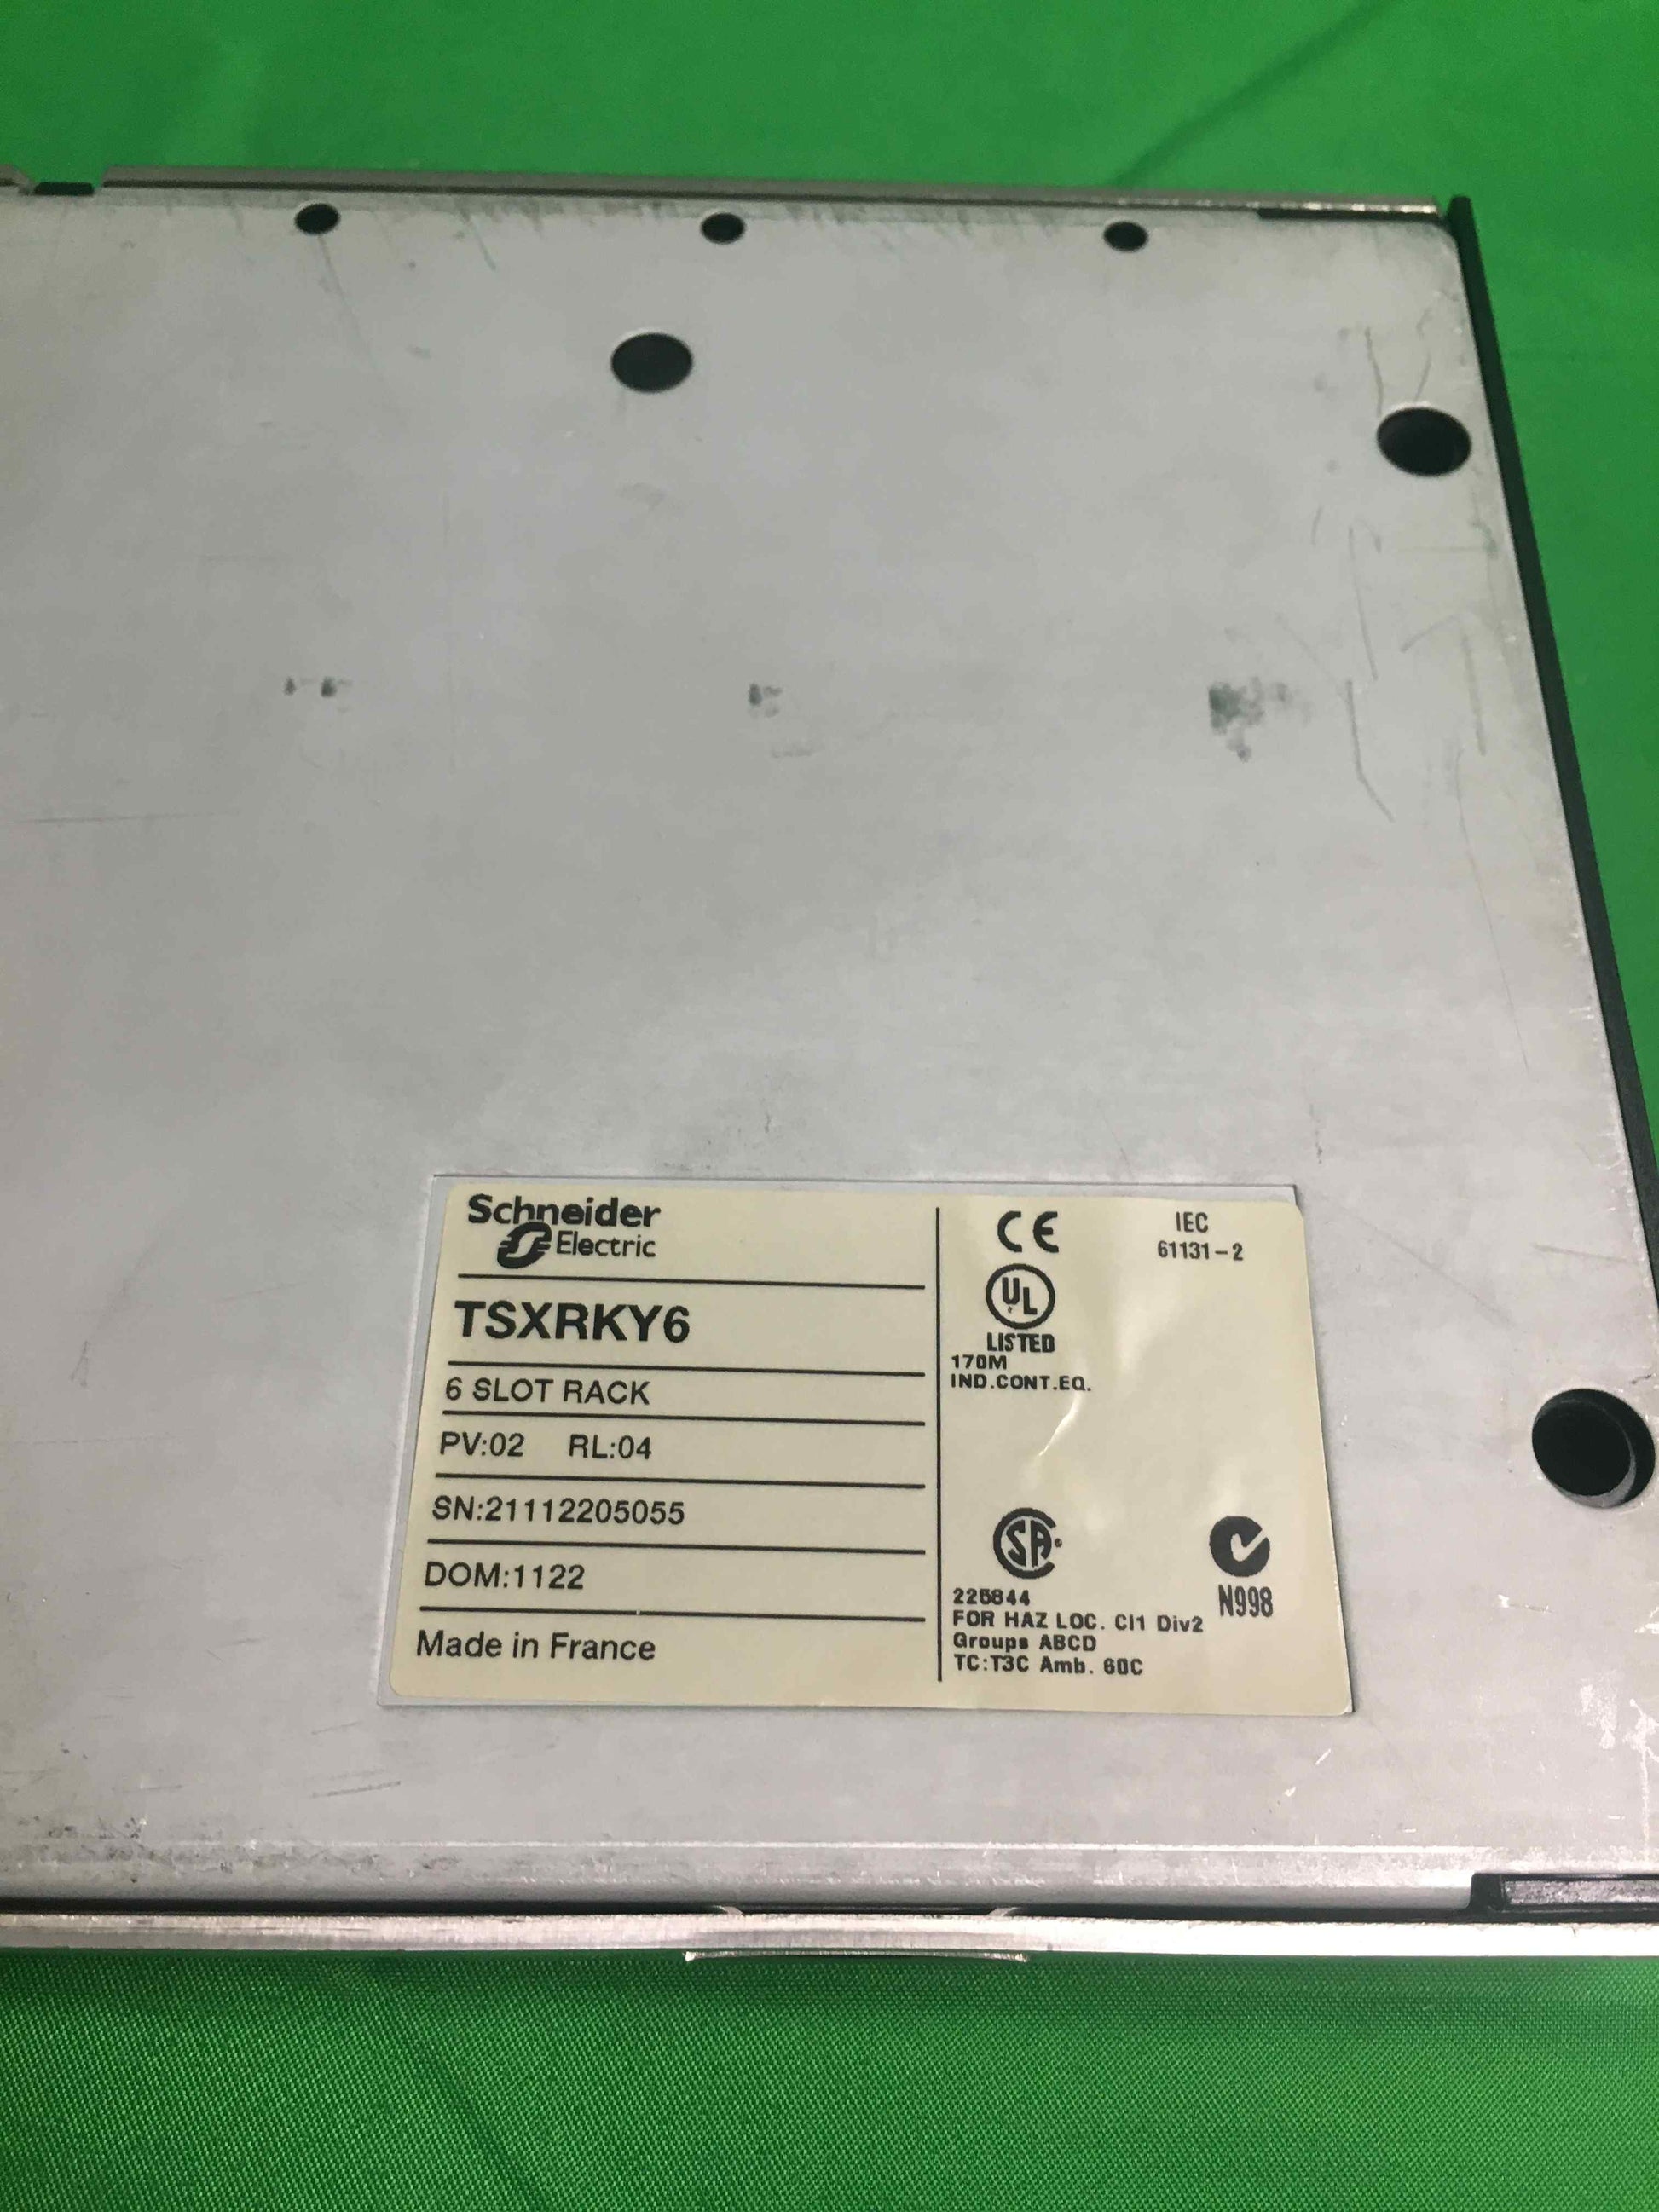 Schneider
Electric
TSXRKY6
6 SLOT RACK
PV:02 RL:04
SN:21112205055
DOM:1122
Made in France
CE
IEC
61131-2
UL
LISTED
170M
IND.CONT.EQ.
SA
225844
N998
FOR HAZ LOC. Cl1 Div2
Groups ABCD
TC:T3C Amb. 60C